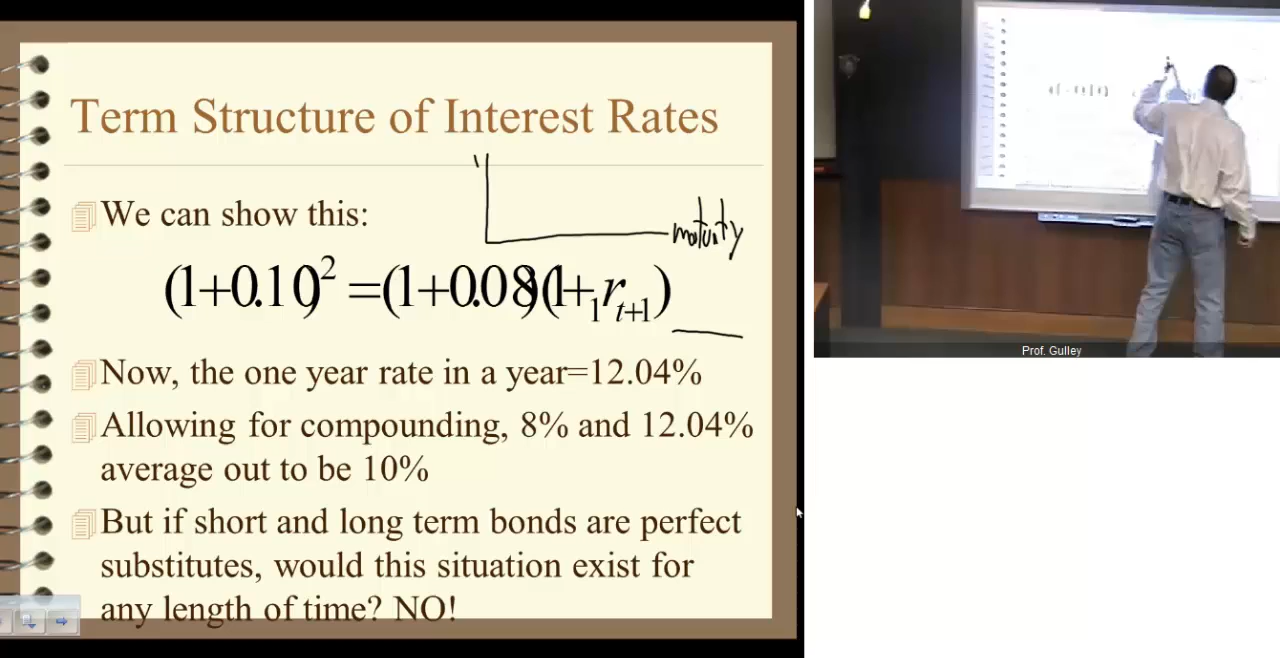 Term Structure of Interest Rates
We can show this:
maturity
(1+0.10)² =(1+0.08)(1+₁rₜ₊₁)
Now, the one year rate in a year=12.04%
Allowing for compounding, 8% and 12.04%
average out to be 10%
But if short and long term bonds are perfect
substitutes, would this situation exist for
any length of time? NO!
Prof. Gulley